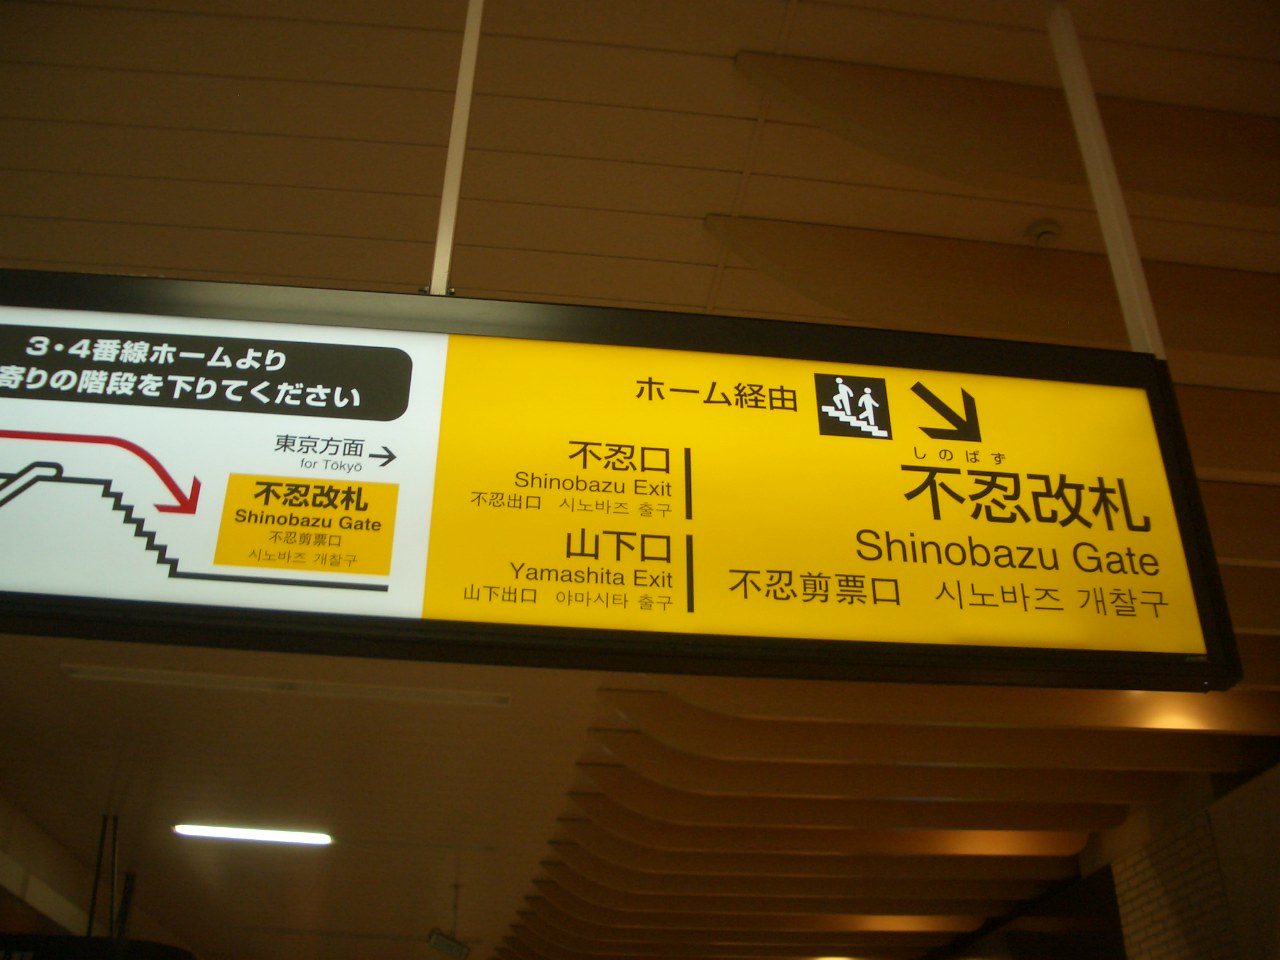 3・4番線ホームより
寄りの階段を下りてください
東京方面→
for Tōkyō
不忍改札
Shinobazu Gate
不忍剪票口
시노바즈 개찰구
ホーム経由
不忍口
Shinobazu Exit
不忍出口 시노바즈 출구
山下口
Yamashita Exit
山下出口 야마시타 출구
しのばず
不忍改札
Shinobazu Gate
不忍剪票口 시노바즈 개찰구